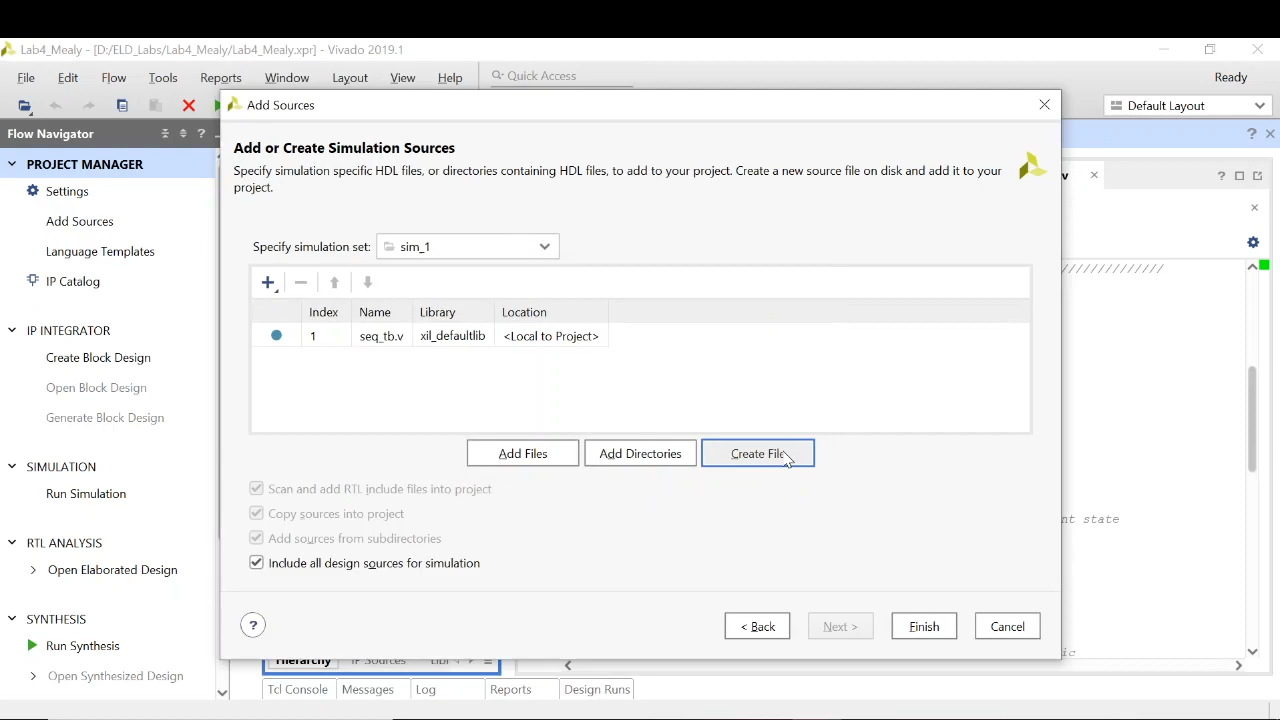 Lab4_Mealy - [D:/ELD_Labs/Lab4_Mealy/Lab4_Mealy.xpr] - Vivado 2019.1
File Edit Flow Tools Reports Window Layout View Help Quick Access Ready
Default Layout
Flow Navigator
PROJECT MANAGER
Settings
Add Sources
Language Templates
IP Catalog
IP INTEGRATOR
Create Block Design
Open Block Design
Generate Block Design
SIMULATION
Run Simulation
RTL ANALYSIS
Open Elaborated Design
SYNTHESIS
Run Synthesis
Open Synthesized Design
Add Sources
Add or Create Simulation Sources
Specify simulation specific HDL files, or directories containing HDL files, to add to your project. Create a new source file on disk and add it to your
project.
Specify simulation set: sim_1
Index Name Library Location
1 seq_tb.v xil_defaultlib <Local to Project>
Add Files Add Directories Create File
Scan and add RTL include files into project
Copy sources into project
Add sources from subdirectories
Include all design sources for simulation
? < Back Next > Finish Cancel
v
//////////////
nt state
ic
Hierarchy IP Sources
Tcl Console Messages Log Reports Design Runs